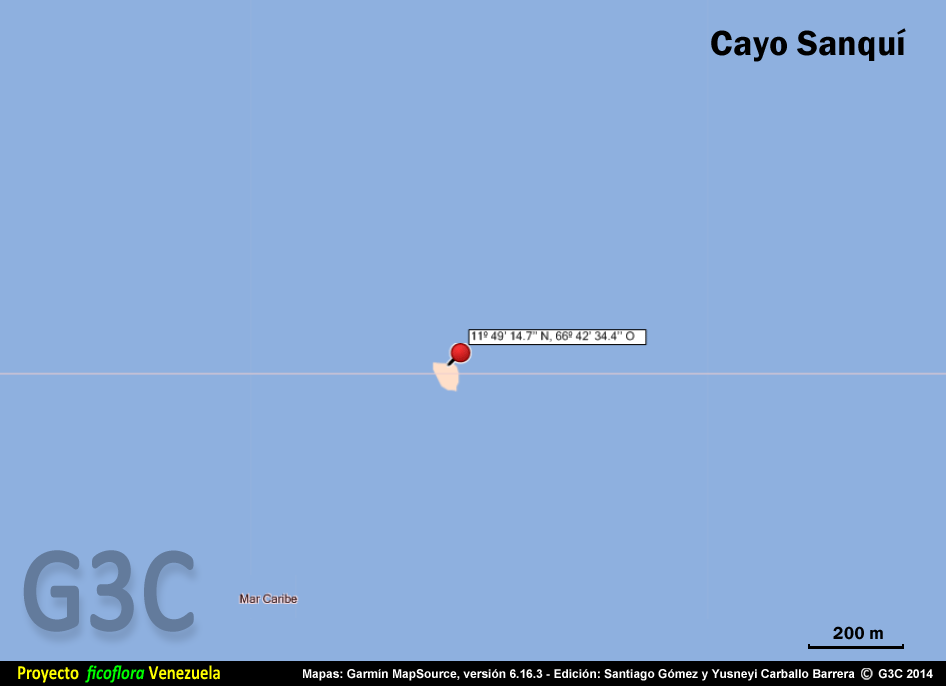 Cayo Sanquí
11º 49' 14.7" N, 66º 42' 34.4" O
G3C
Mar Caribe
200 m
Proyecto ficoflora Venezuela
Mapas: Garmin MapSource, versión 6.16.3 - Edición: Santiago Gómez y Yusneyi Carballo Barrera © G3C 2014